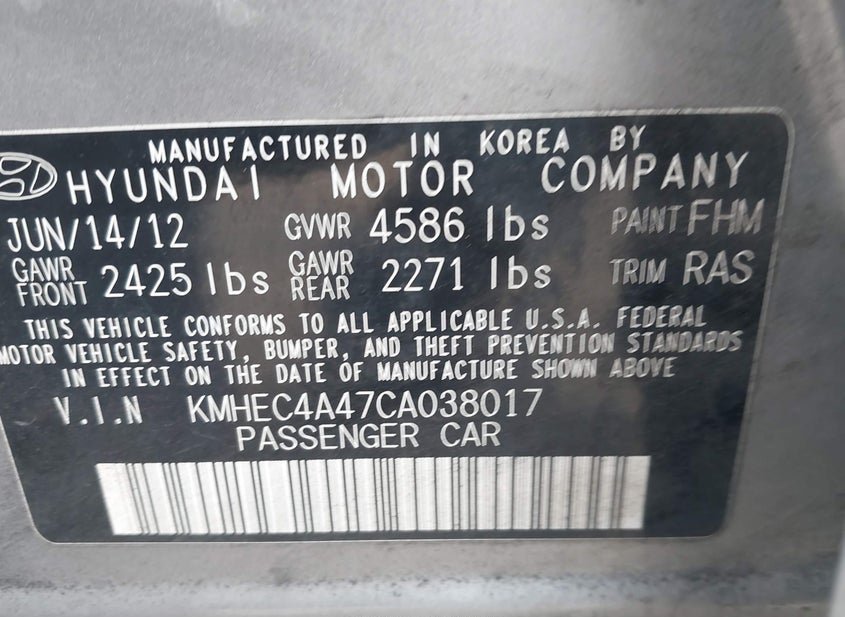 MANUFACTURED IN KOREA BY
HYUNDAI MOTOR COMPANY
JUN/14/12 GVWR 4586 lbs PAINT FHM
GAWR FRONT 2425 lbs GAWR REAR 2271 lbs TRIM RAS
THIS VEHICLE CONFORMS TO ALL APPLICABLE U.S.A. FEDERAL
MOTOR VEHICLE SAFETY, BUMPER, AND THEFT PREVENTION STANDARDS
IN EFFECT ON THE DATE OF MANUFACTURE SHOWN ABOVE
V.I.N KMHEC4A47CA038017
PASSENGER CAR